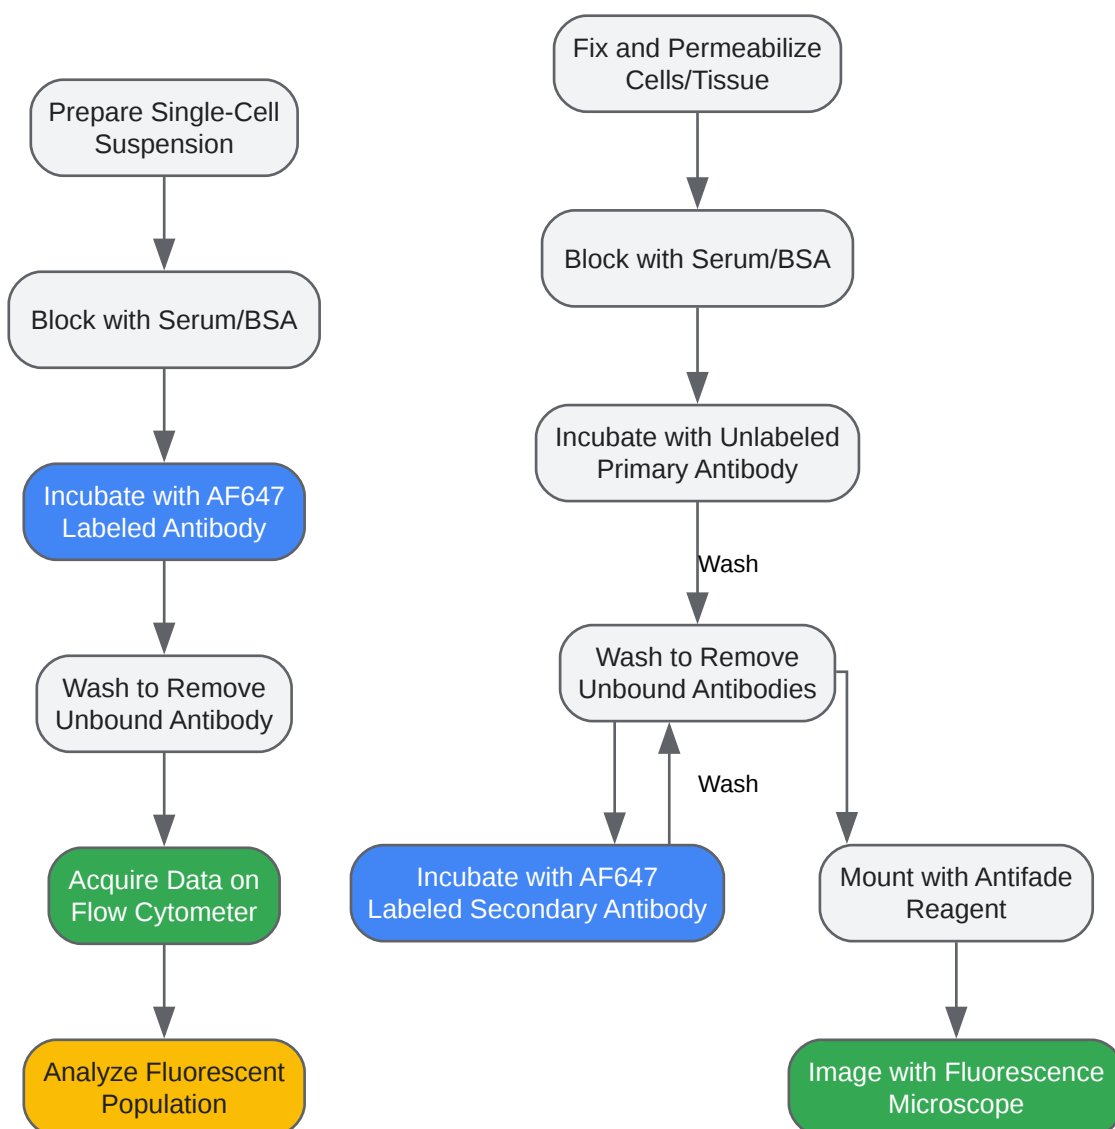 Prepare Single-Cell
Suspension
Block with Serum/BSA
Incubate with AF647
Labeled Antibody
Wash to Remove
Unbound Antibody
Acquire Data on
Flow Cytometer
Analyze Fluorescent
Population
Fix and Permeabilize
Cells/Tissue
Block with Serum/BSA
Incubate with Unlabeled
Primary Antibody
Wash
Wash to Remove
Unbound Antibodies
Wash
Incubate with AF647
Labeled Secondary Antibody
Mount with Antifade
Reagent
Image with Fluorescence
Microscope